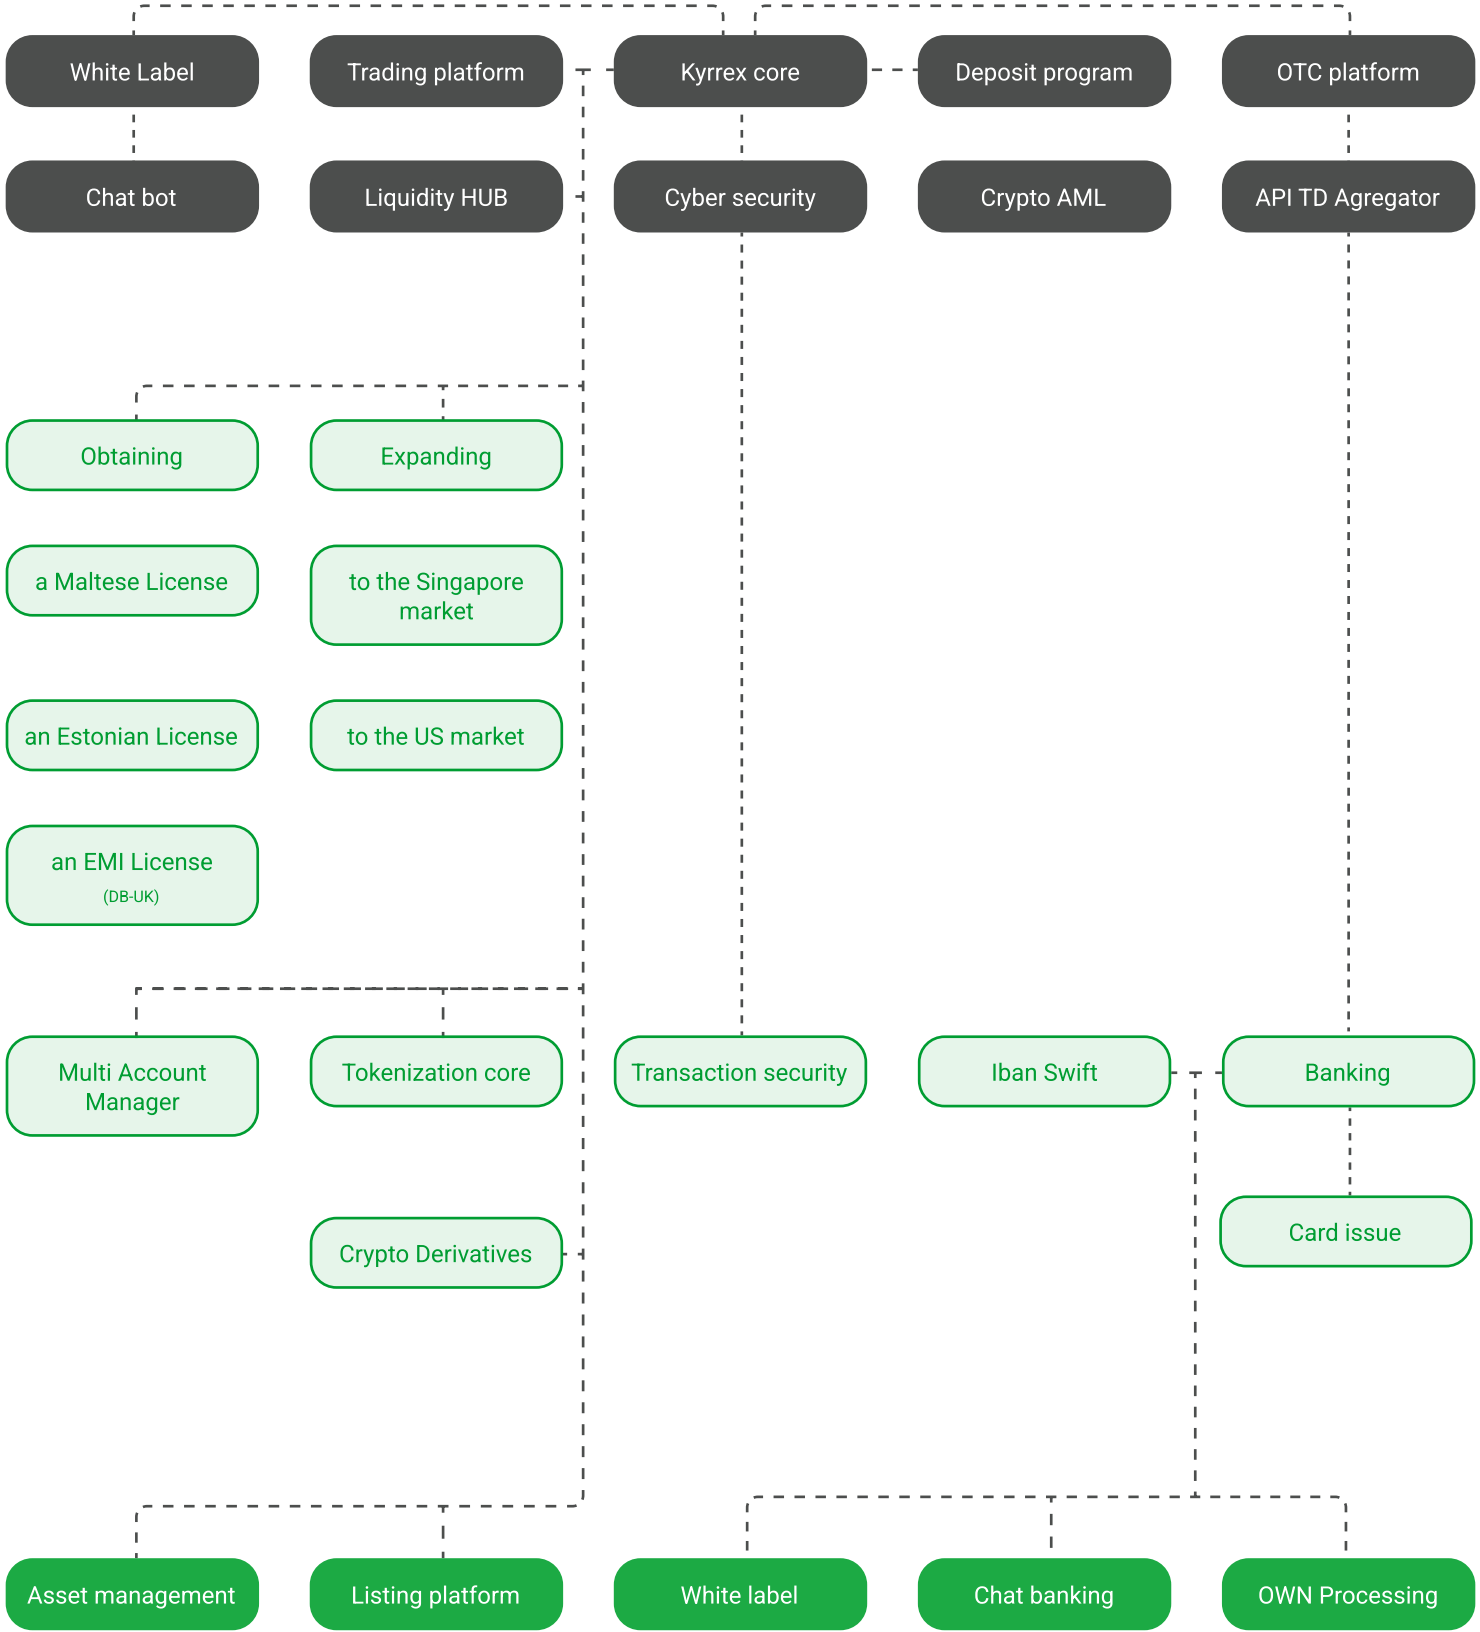 White Label
Trading platform
Kyrrex core
Deposit program
OTC platform
Chat bot
Liquidity HUB
Cyber security
Crypto AML
API TD Agregator
Obtaining
Expanding
a Maltese License
to the Singapore
market
an Estonian License
to the US market
an EMI License
(DB-UK)
Multi Account
Manager
Tokenization core
Transaction security
Iban Swift
Banking
Crypto Derivatives
Card issue
Asset management
Listing platform
White label
Chat banking
OWN Processing